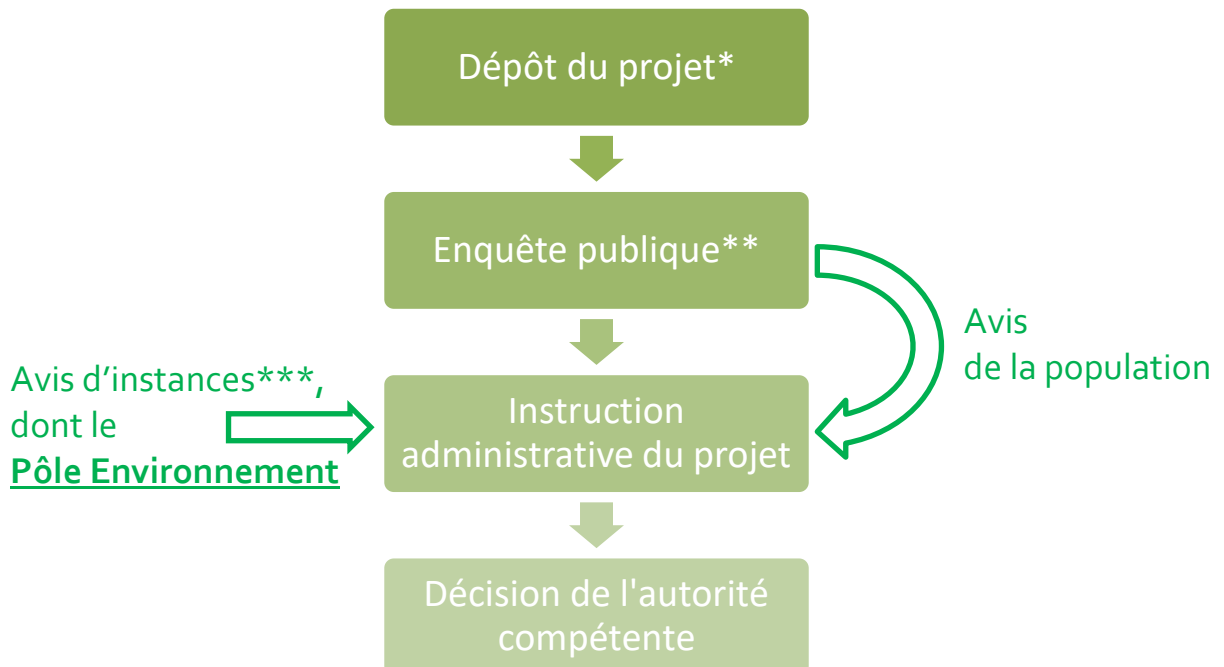 Dépôt du projet*
Enquête publique**
Avis
de la population
Avis d’instances***,
dont le
Pôle Environnement
Instruction
administrative du projet
Décision de l'autorité
compétente